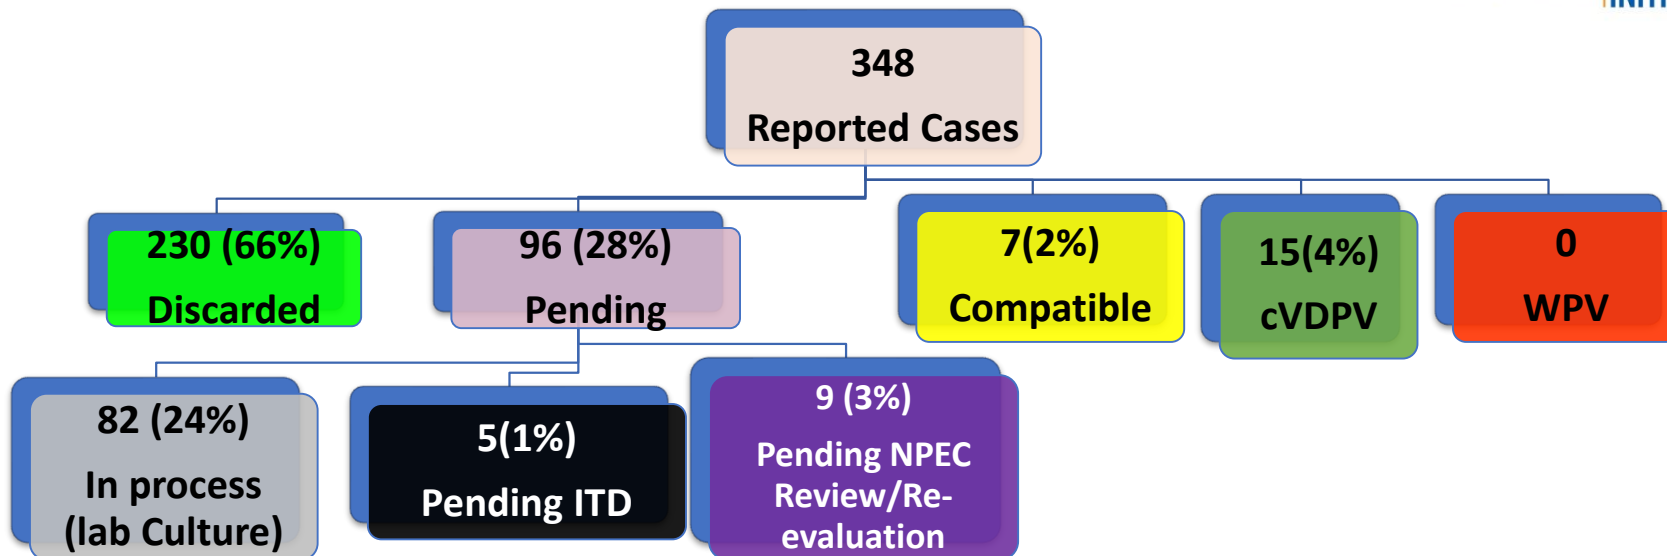 348
Reported Cases
230 (66%)
Discarded
96 (28%)
Pending
7(2%)
Compatible
15(4%)
cVDPV
0
WPV
82 (24%)
In process
(lab Culture)
5(1%)
Pending ITD
9 (3%)
Pending NPEC
Review/Re-
evaluation